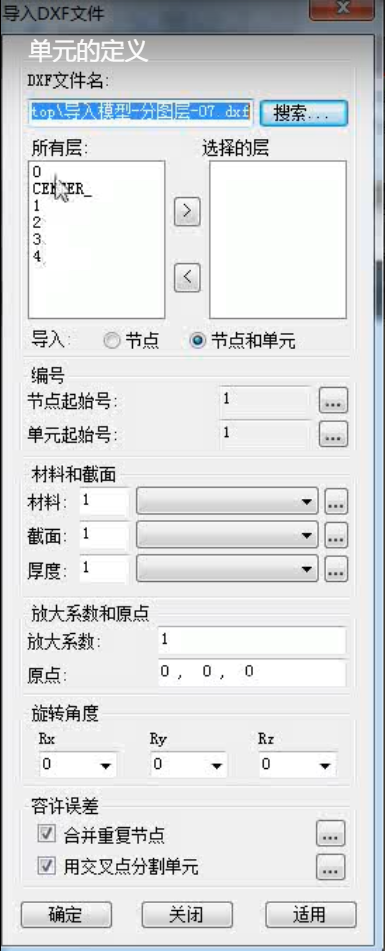 导入DXF文件
单元的定义
DXF文件名:
top\导入模型-分图层-07.dxf
搜索...
所有层: 选择的层
0
CENTER_
1
2
3
4
>
<
导入: 节点 节点和单元
编号
节点起始号: 1 ...
单元起始号: 1 ...
材料和截面
材料: 1 ...
截面: 1 ...
厚度: 1 ...
放大系数和原点
放大系数: 1
原点: 0 , 0 , 0
旋转角度
Rx Ry Rz
0 0 0
容许误差
合并重复节点 ...
用交叉点分割单元 ...
确定 关闭 适用